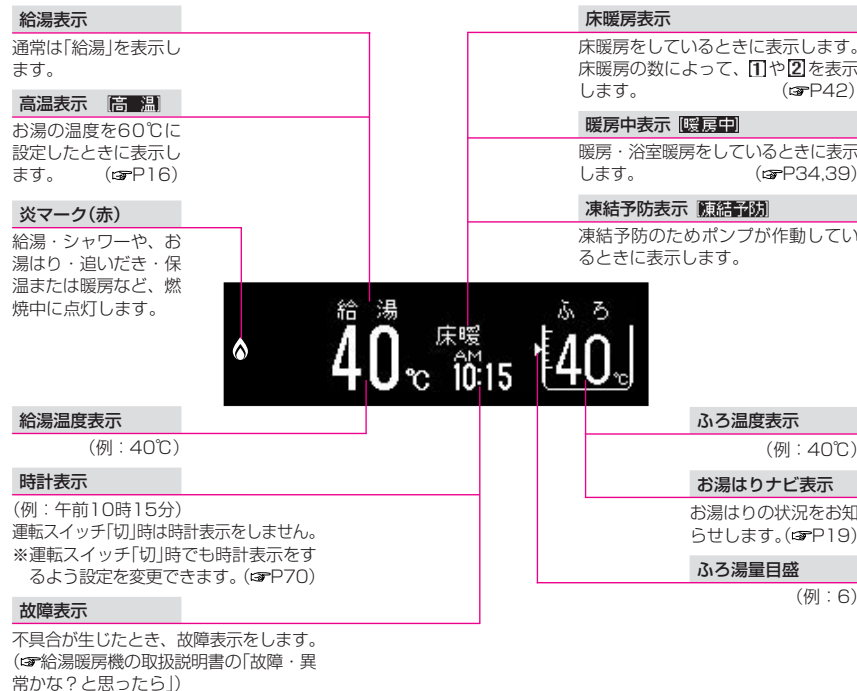 給湯表示
通常は「給湯」を表示し
ます。
高温表示 高 温
お湯の温度を60℃に
設定したときに表示し
ます。 (☞P16)
炎マーク(赤)
給湯・シャワーや、お
湯はり・追いだき・保
温または暖房など、燃
焼中に点灯します。
床暖房表示
床暖房をしているときに表示します。
床暖房の数によって、1や2を表示
します。 (☞P42)
暖房中表示 暖房中
暖房・浴室暖房をしているときに表示
します。 (☞P34,39)
凍結予防表示 凍結予防
凍結予防のためポンプが作動してい
るときに表示します。
給 湯
40℃
床暖
AM
10:15
ふ ろ
40℃
給湯温度表示
(例：40℃)
時計表示
(例：午前10時15分)
運転スイッチ「切」時は時計表示をしません。
※運転スイッチ「切」時でも時計表示をす
るよう設定を変更できます。(☞P70)
故障表示
不具合が生じたとき、故障表示をします。
(☞給湯暖房機の取扱説明書の「故障・異
常かな？と思ったら」)
ふろ温度表示
(例：40℃)
お湯はりナビ表示
お湯はりの状況をお知
らせします。(☞P19)
ふろ湯量目盛
(例：6)